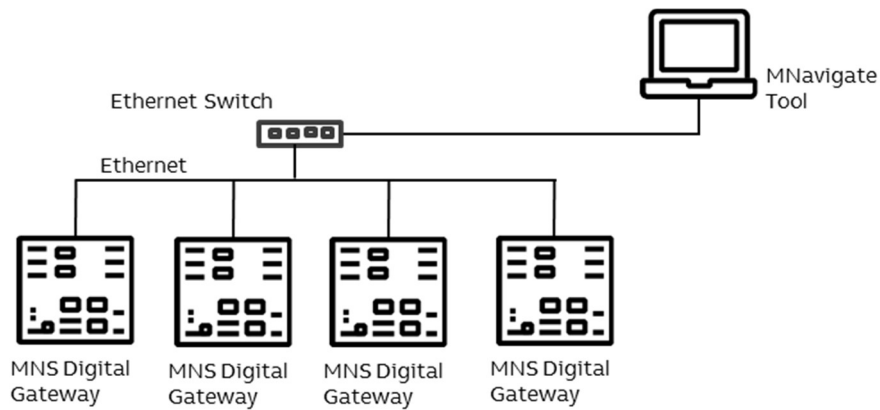 MNavigate
Tool
Ethernet Switch
Ethernet
MNS Digital
Gateway
MNS Digital
Gateway
MNS Digital
Gateway
MNS Digital
Gateway